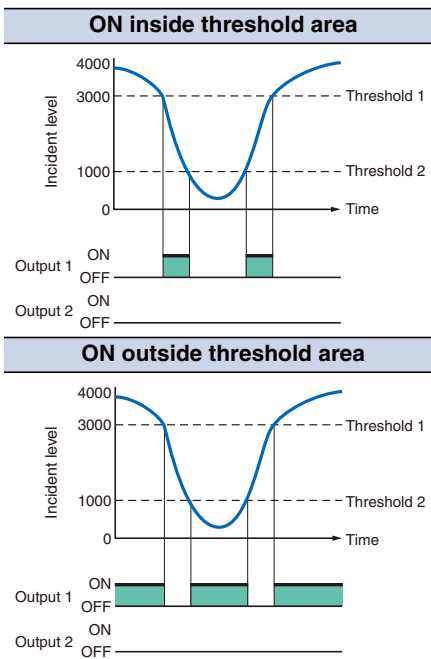 ON inside threshold area
4000
3000
1000
0
Incident level
Threshold 1
Threshold 2
Time
Output 1
ON
OFF
Output 2
ON
OFF
ON outside threshold area
4000
3000
1000
0
Incident level
Threshold 1
Threshold 2
Time
Output 1
ON
OFF
Output 2
ON
OFF